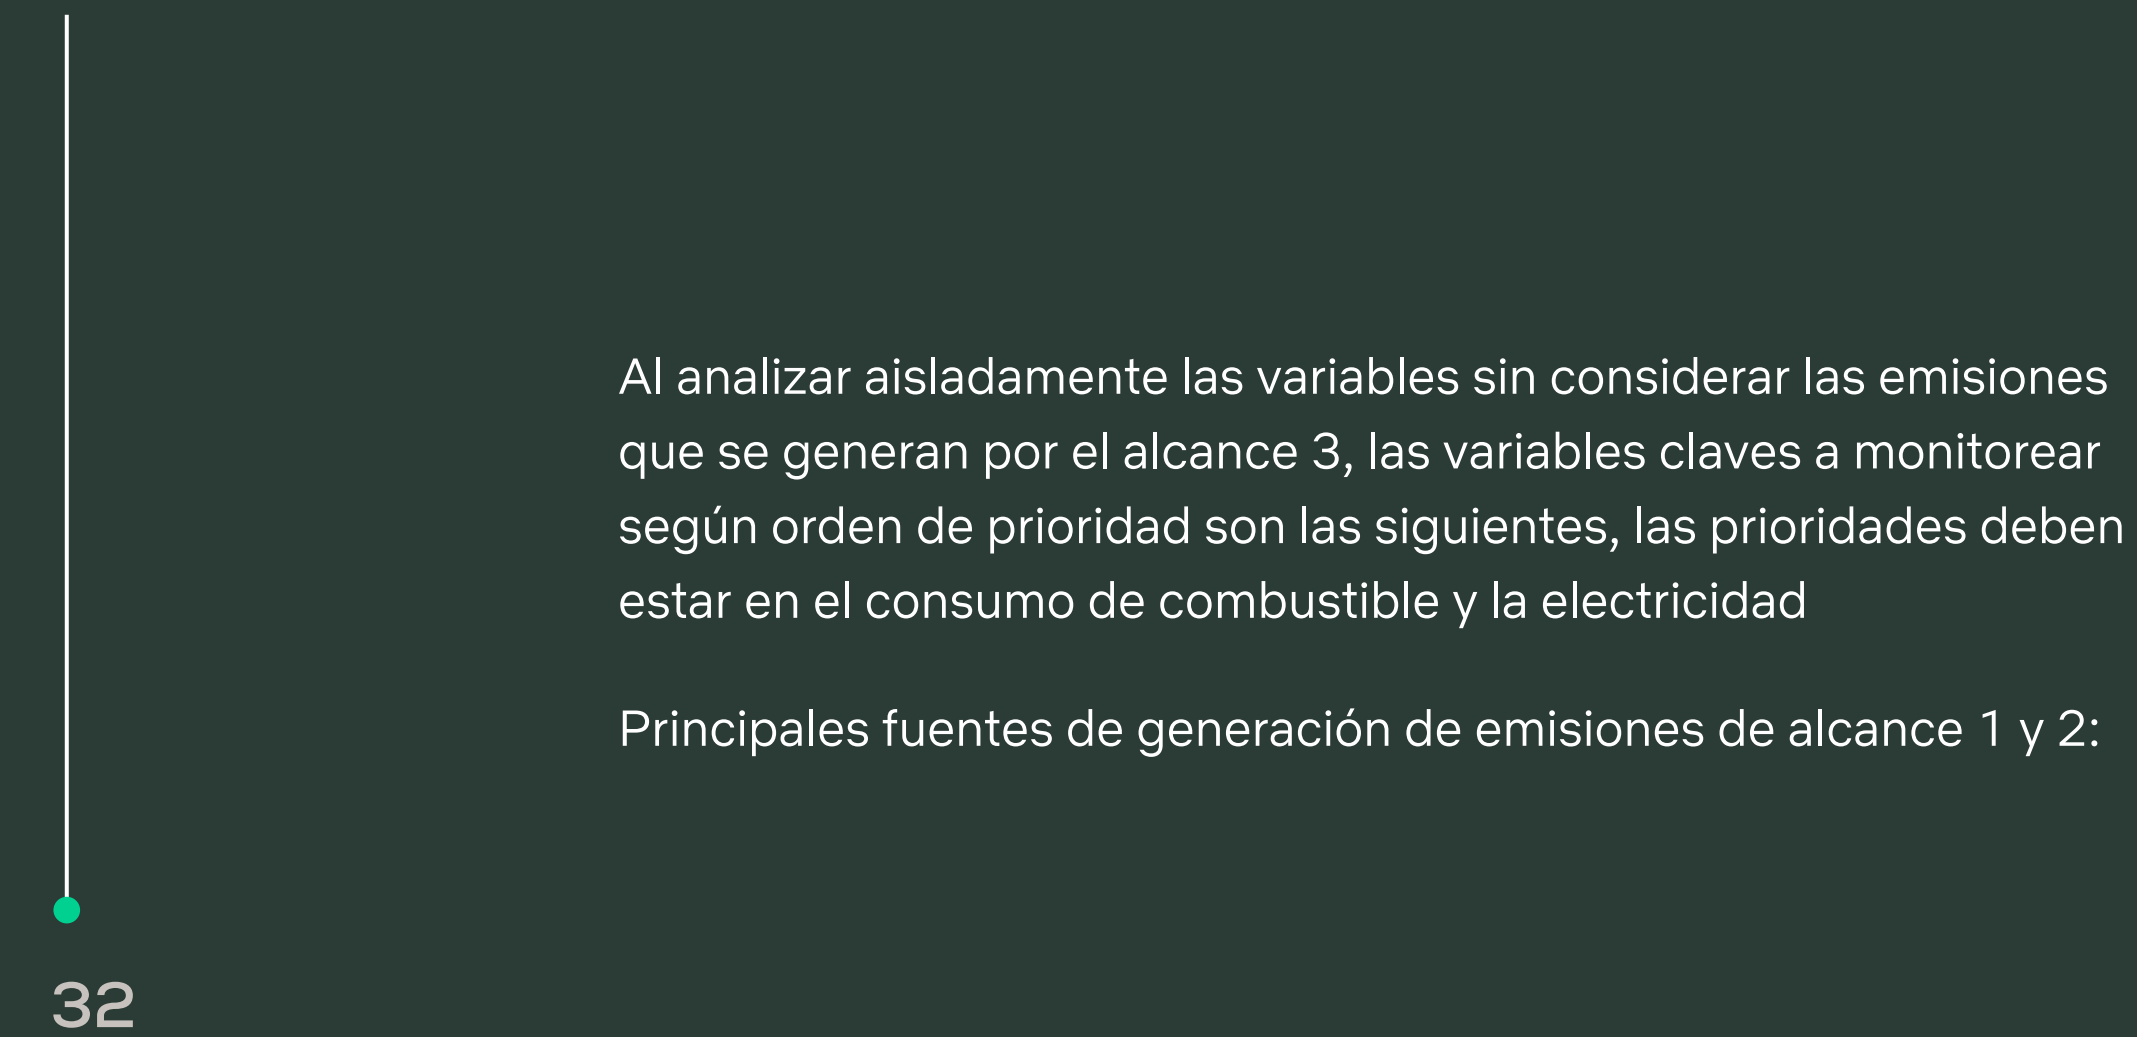 Al analizar aisladamente las variables sin considerar las emisiones
que se generan por el alcance 3, las variables claves a monitorear
según orden de prioridad son las siguientes, las prioridades deben
estar en el consumo de combustible y la electricidad
Principales fuentes de generación de emisiones de alcance 1 y 2:
32